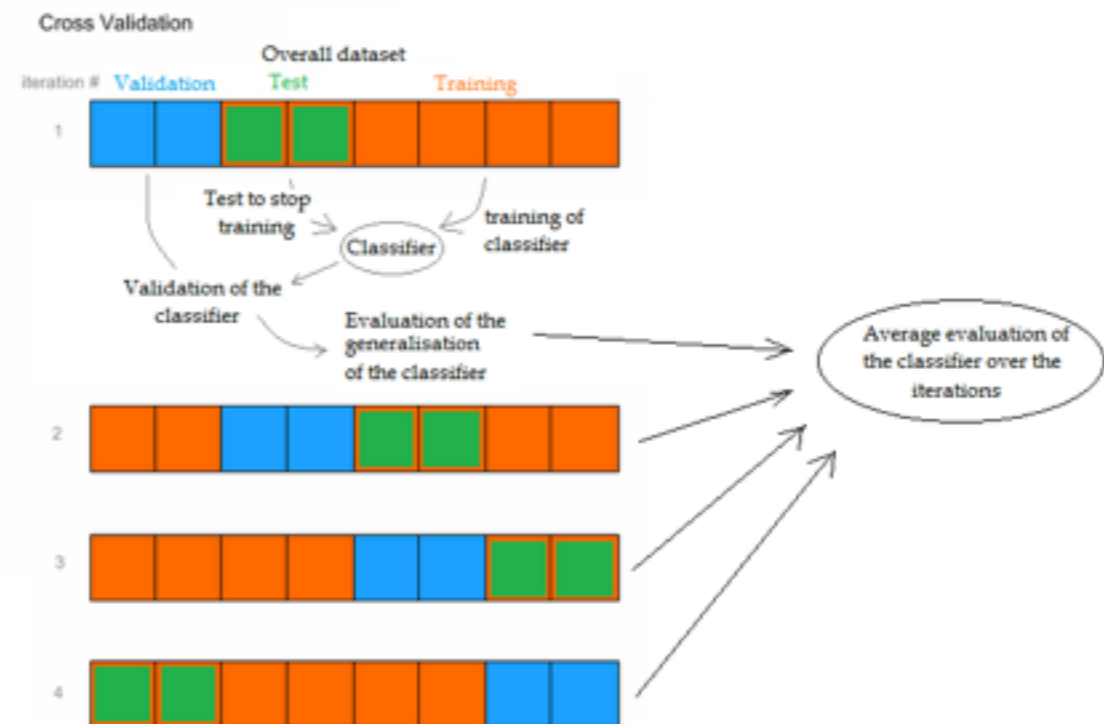 Cross Validation
Overall dataset
iteration # Validation Test Training
1
Test to stop
training
training of
classifier
Classifier
Validation of the
classifier
Evaluation of the
generalisation
of the classifier
Average evaluation of
the classifier over the
iterations
2
3
4